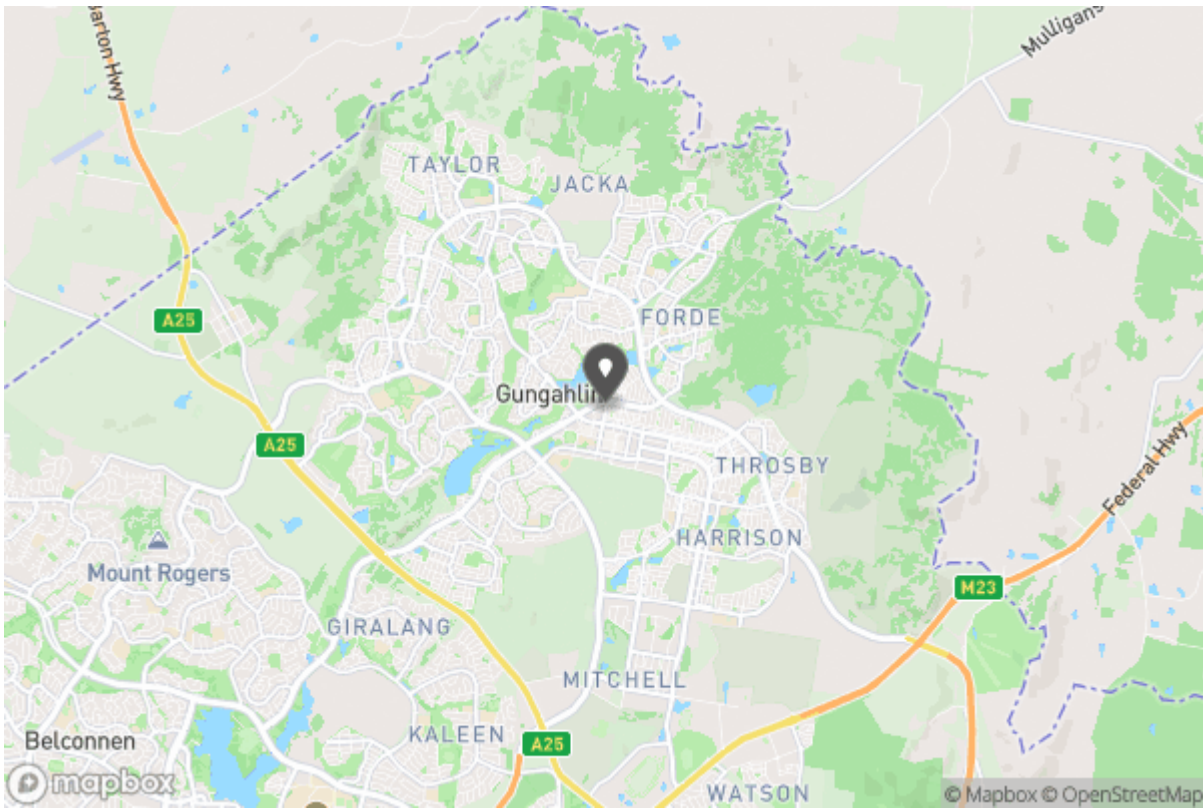 Barton Hwy
Mulligans
TAYLOR
JACKA
A25
FORDE
Gungahlin
A25
THROSBY
Federal Hwy
HARRISON
Mount Rogers
M23
GIRALANG
MITCHELL
Belconnen
KALEEN
A25
mapbox
WATSON
© Mapbox © OpenStreetMap